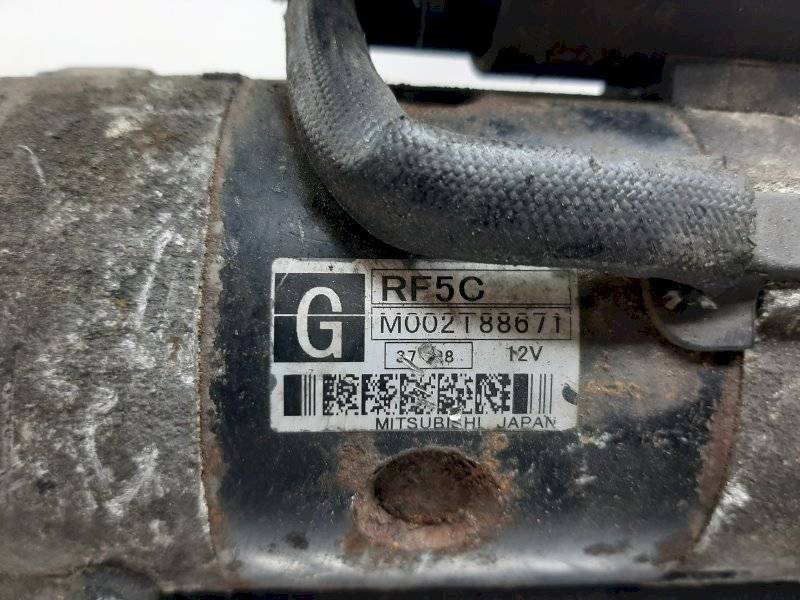 G
RF5C
M002T88671
12V
MITSUBISHI JAPAN